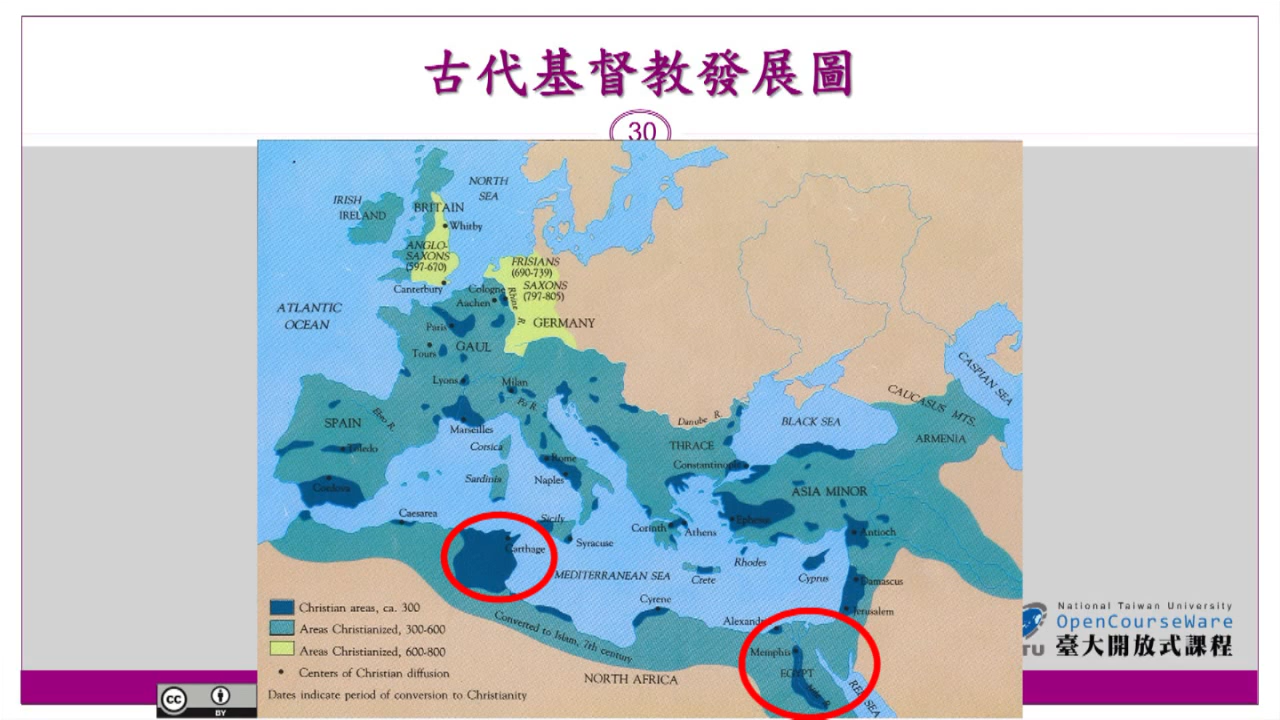 古代基督教發展圖
30
NORTH
SEA
IRISH
IRELAND
BRITAIN
Whitby
ANGLO-
SAXONS
(597-670)
FRISIANS
(690-739)
SAXONS
(797-805)
Canterbury
Cologne
Aachen
Rhine R.
ATLANTIC
OCEAN
GERMANY
Paris
GAUL
Tours
Lyons
Milan
Po R.
CASPIAN SEA
CAUCASUS MTS.
SPAIN
Ebro R.
Marseilles
Danube R.
BLACK SEA
ARMENIA
Toledo
Corsica
Rome
THRACE
Constantinople
Cordova
Sardinia
Naples
ASIA MINOR
Caesarea
Sicily
Corinth
Athens
Ephesus
Antioch
Carthage
Syracuse
Rhodes
MEDITERRANEAN SEA
Crete
Cyprus
Damascus
Cyrene
Jerusalem
Converted to Islam, 7th century
Alexandria
Memphis
EGYPT
NORTH AFRICA
RED SEA
Christian areas, ca. 300
Areas Christianized, 300-600
Areas Christianized, 600-800
Centers of Christian diffusion
Dates indicate period of conversion to Christianity
National Taiwan University
OpenCourseWare
臺大開放式課程
TU
cc
BY